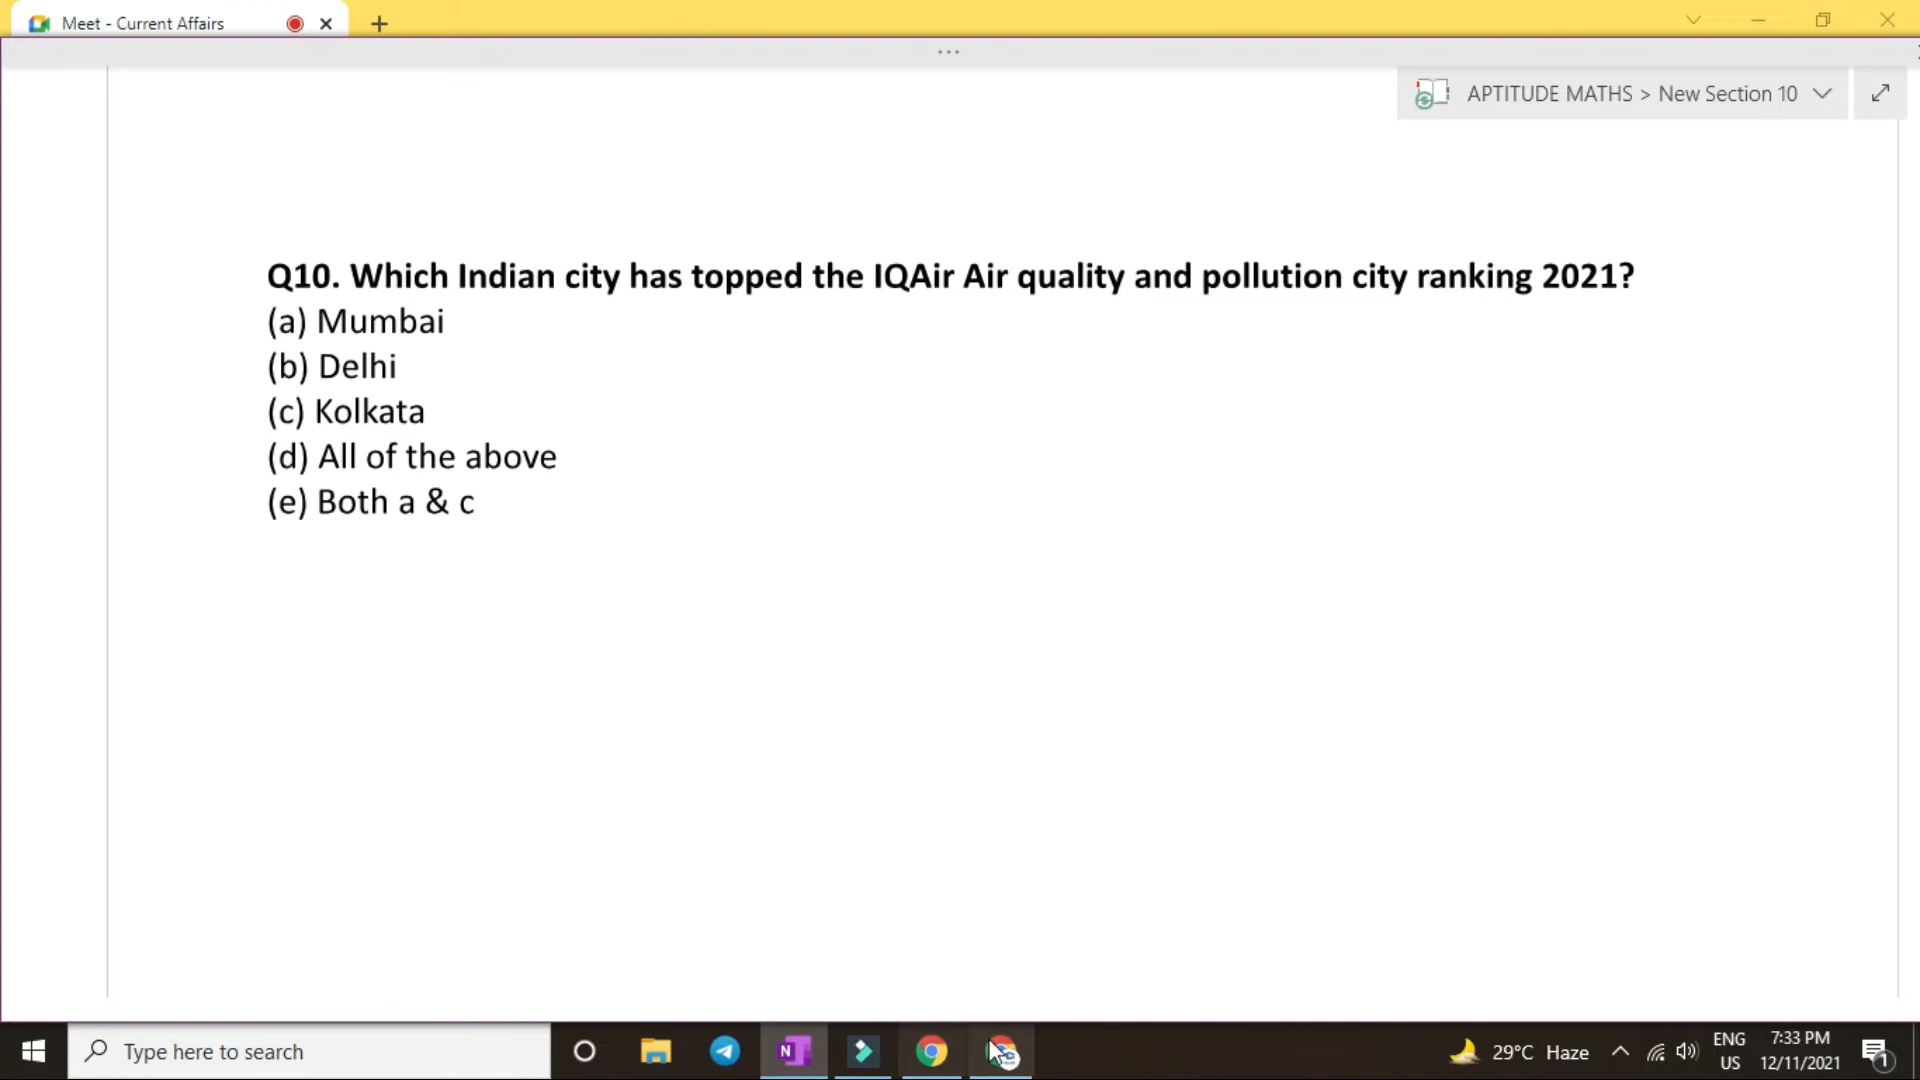 Meet - Current Affairs
APTITUDE MATHS > New Section 10
Q10. Which Indian city has topped the IQAir Air quality and pollution city ranking 2021?
(a) Mumbai
(b) Delhi
(c) Kolkata
(d) All of the above
(e) Both a & c
Type here to search
N
29°C Haze
ENG
US
7:33 PM
12/11/2021
1